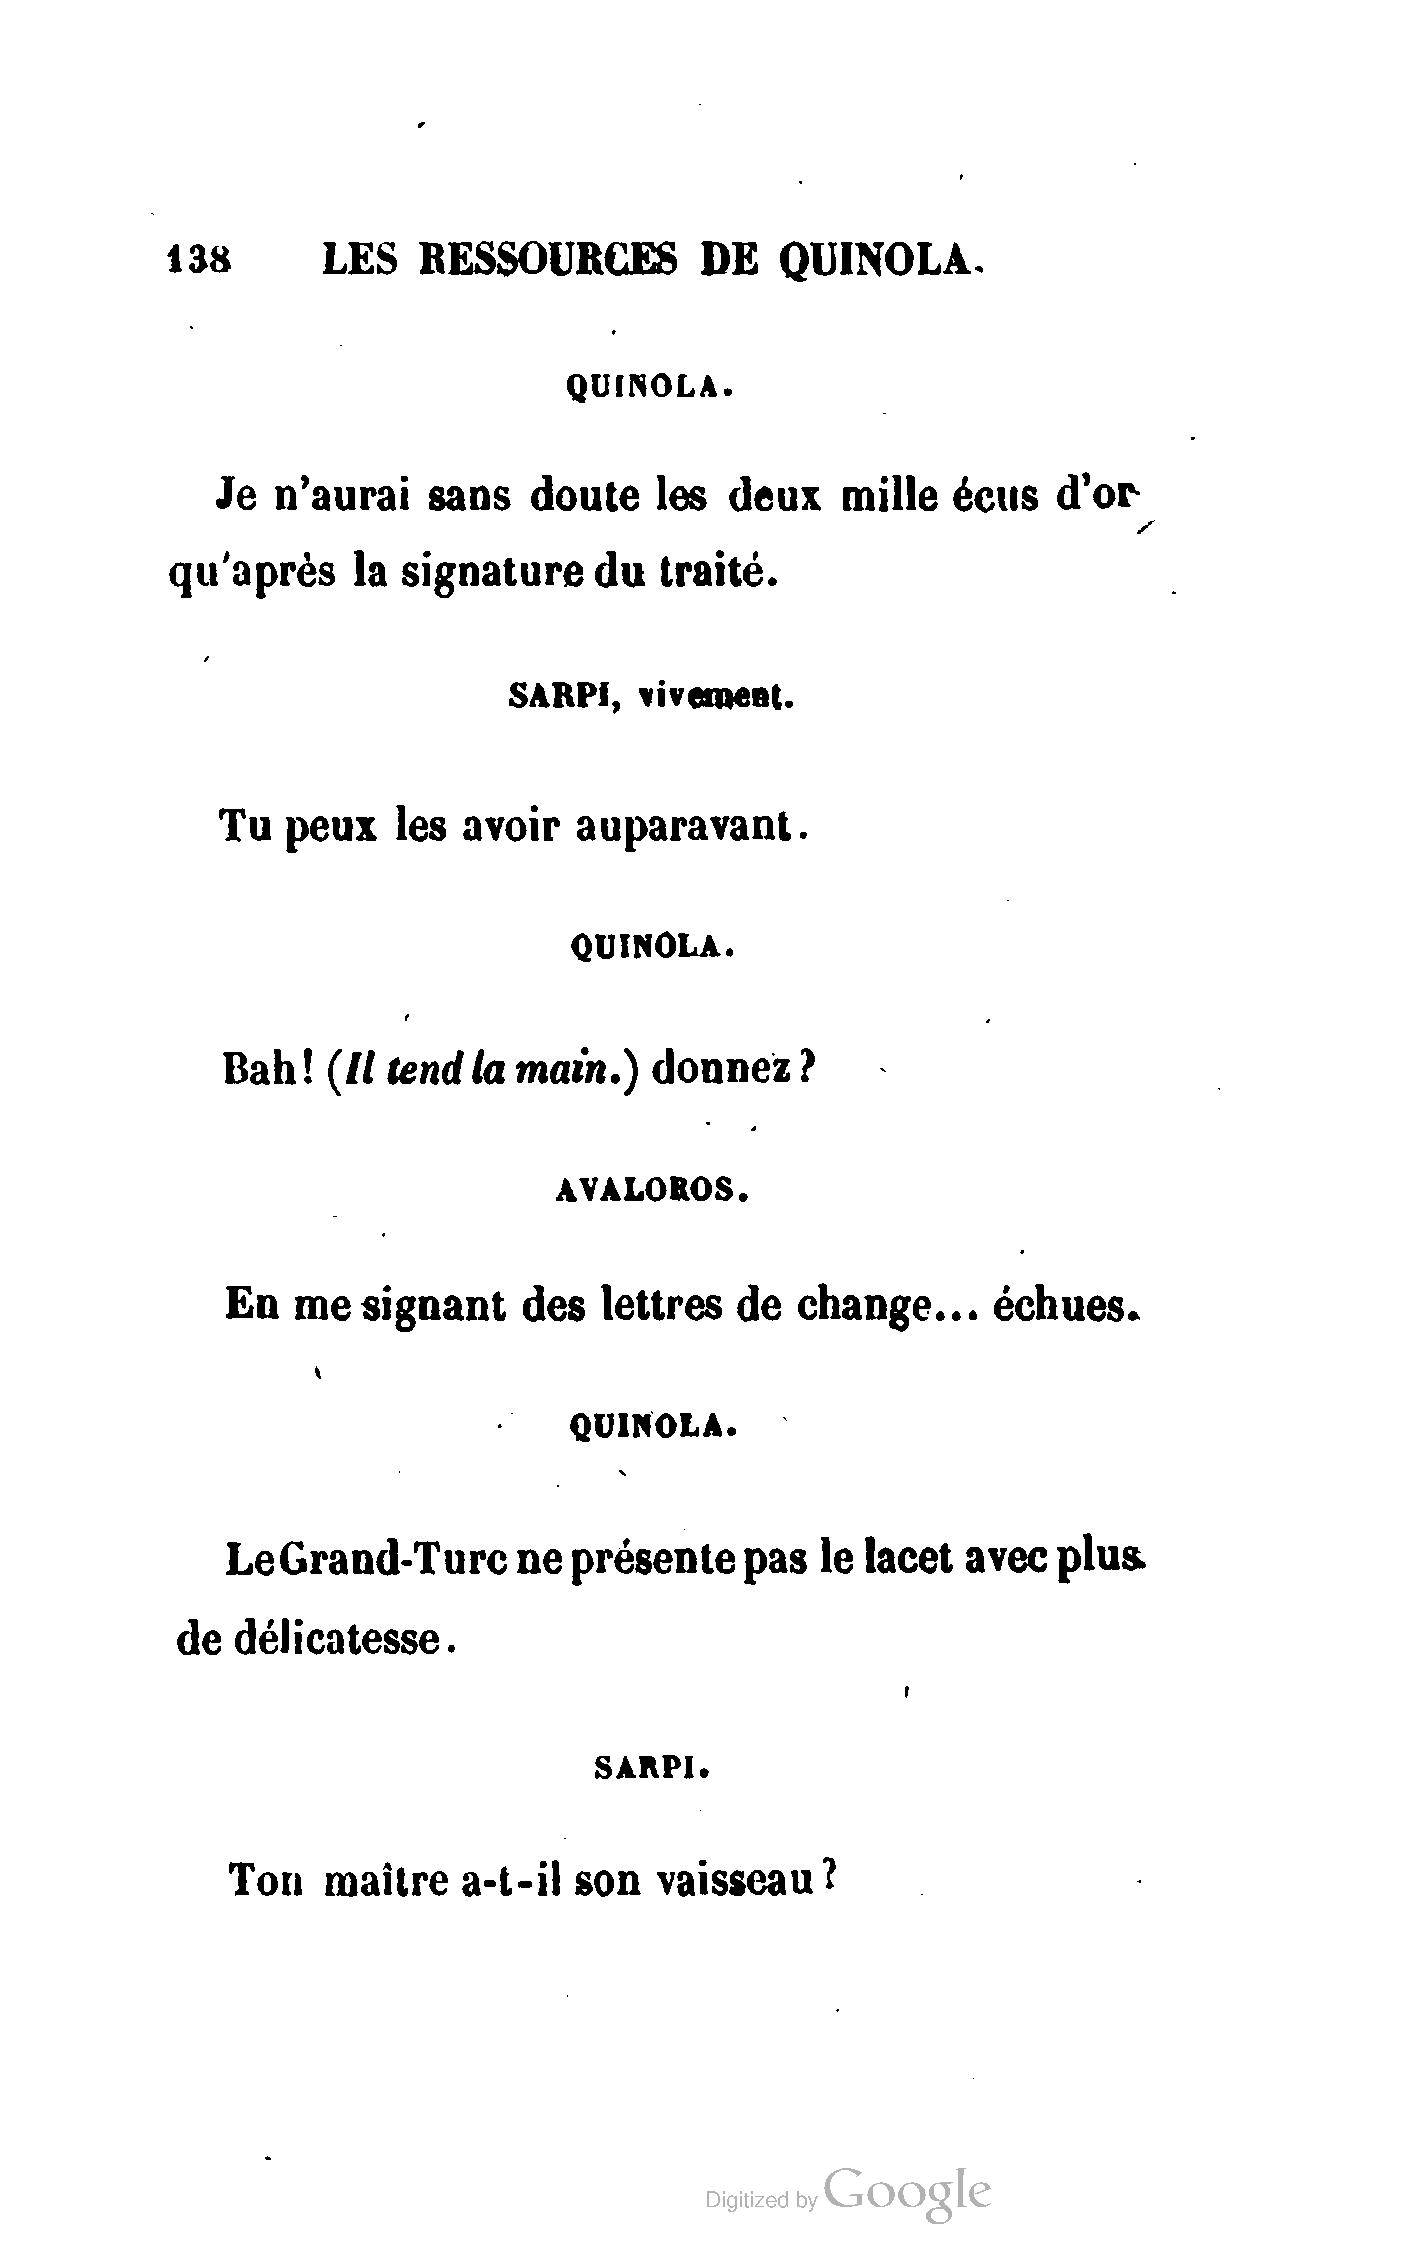 138 LES RESSOURCES DE QUINOLA.
QUINOLA.
Je n'aurai sans doute les deux mille écus d'or
qu'après la signature du traité.
SARPI, vivement.
Tu peux les avoir auparavant.
QUINOLA.
Bah! (Il tend la main.) donnez?
AVALOROS.
En me signant des lettres de change... échues.
QUINOLA.
Le Grand-Turc ne présente pas le lacet avec plus
de délicatesse.
SARPI.
Ton maître a-t-il son vaisseau?
Digitized by Google